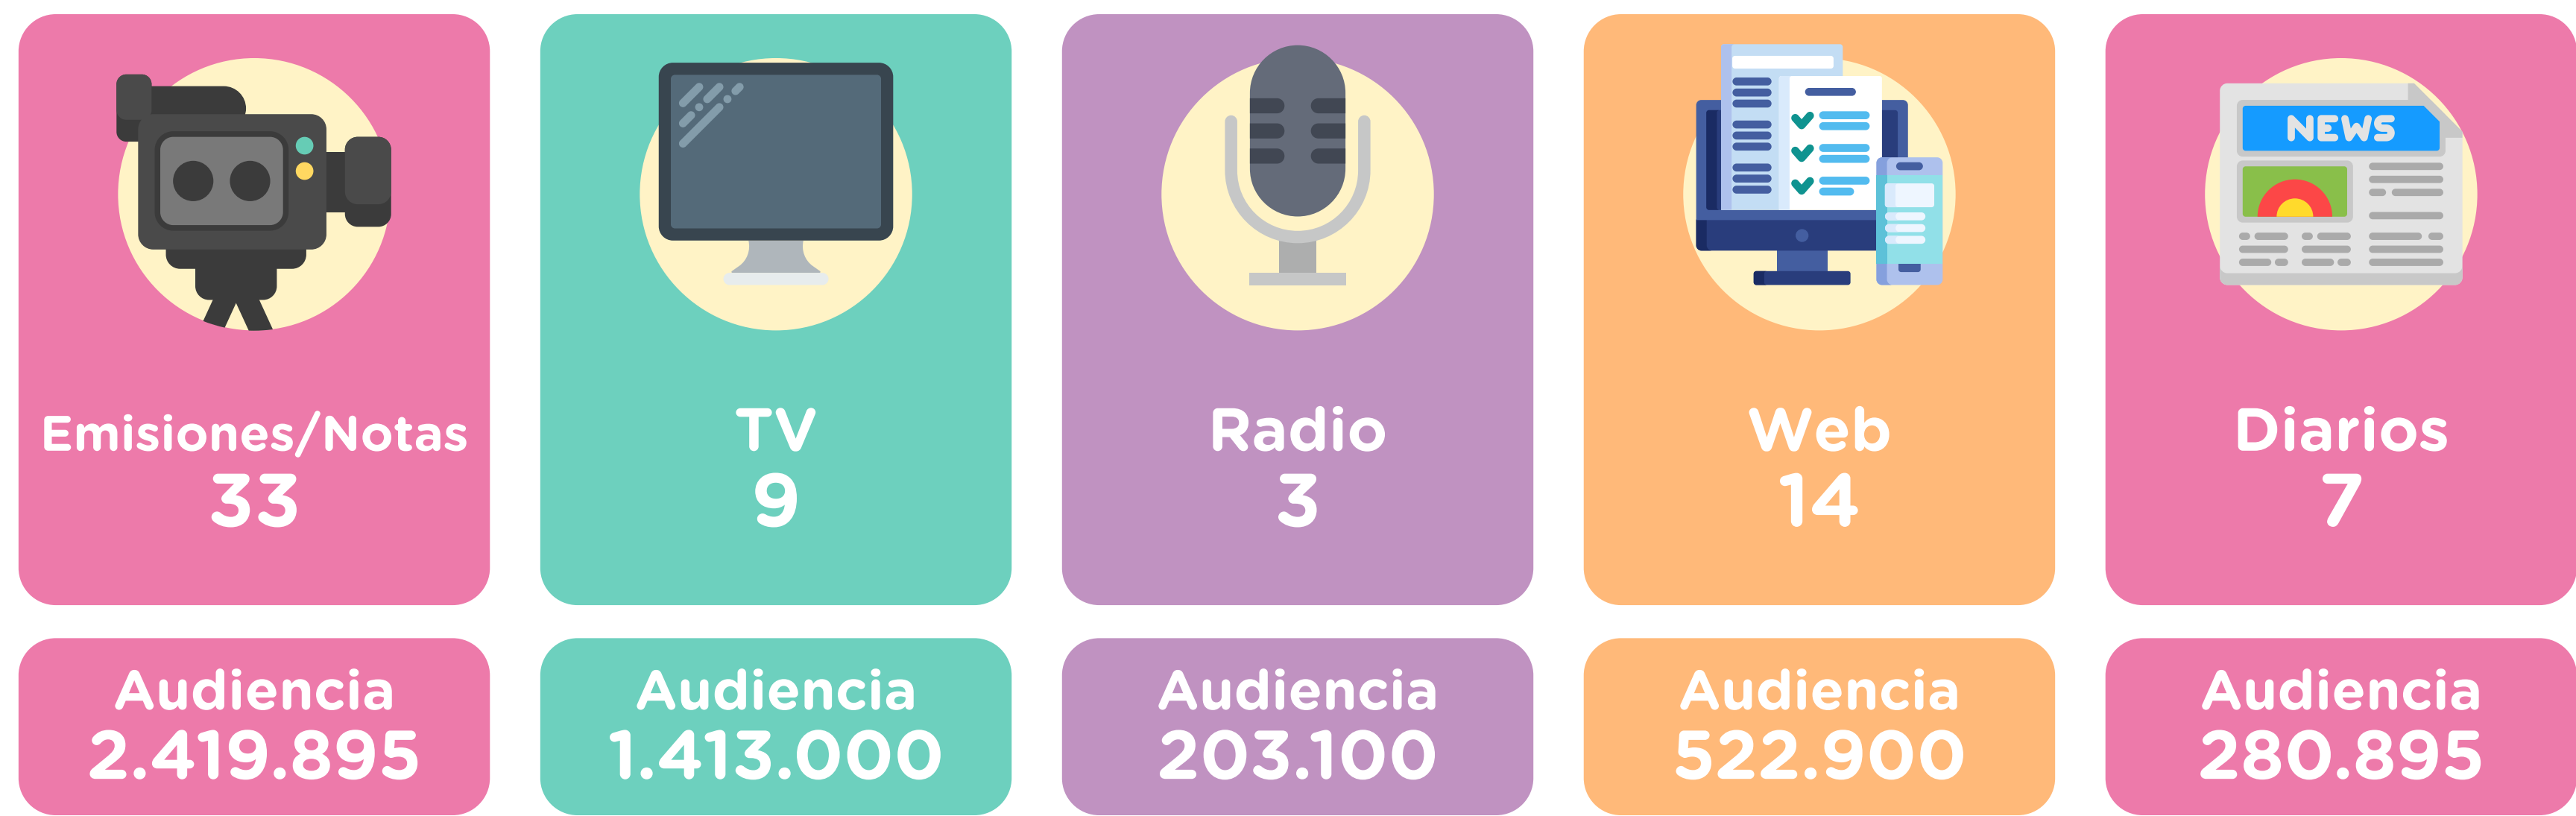 Emisiones/Notas
33
TV
9
Radio
3
Web
14
NEWS
Diarios
7
Audiencia
2.419.895
Audiencia
1.413.000
Audiencia
203.100
Audiencia
522.900
Audiencia
280.895